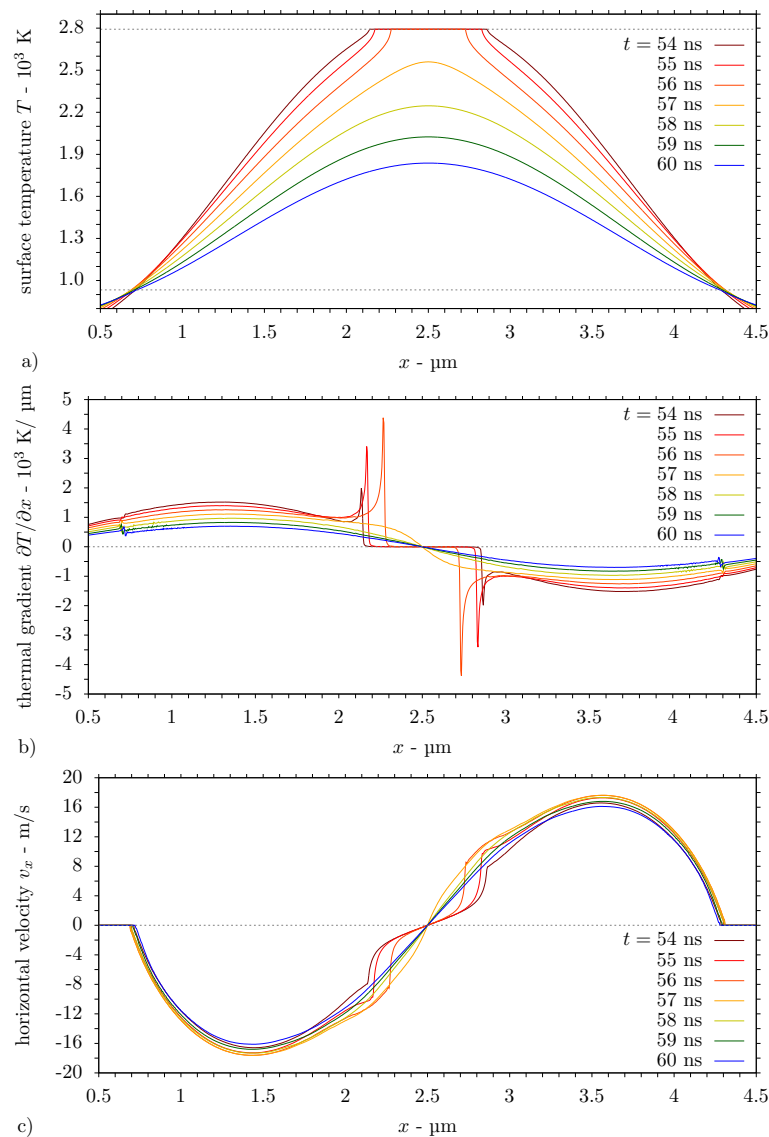 surface temperature T - 10³ K
2.8
2.5
2.2
1.9
1.6
1.3
1.0
t = 54 ns
55 ns
56 ns
57 ns
58 ns
59 ns
60 ns
0.5 1 1.5 2 2.5 3 3.5 4 4.5
x - µm
a)
thermal gradient ∂T/∂x - 10³ K/ µm
5
4
3
2
1
0
-1
-2
-3
-4
-5
t = 54 ns
55 ns
56 ns
57 ns
58 ns
59 ns
60 ns
0.5 1 1.5 2 2.5 3 3.5 4 4.5
x - µm
b)
horizontal velocity vₓ - m/s
20
16
12
8
4
0
-4
-8
-12
-16
-20
t = 54 ns
55 ns
56 ns
57 ns
58 ns
59 ns
60 ns
0.5 1 1.5 2 2.5 3 3.5 4 4.5
x - µm
c)